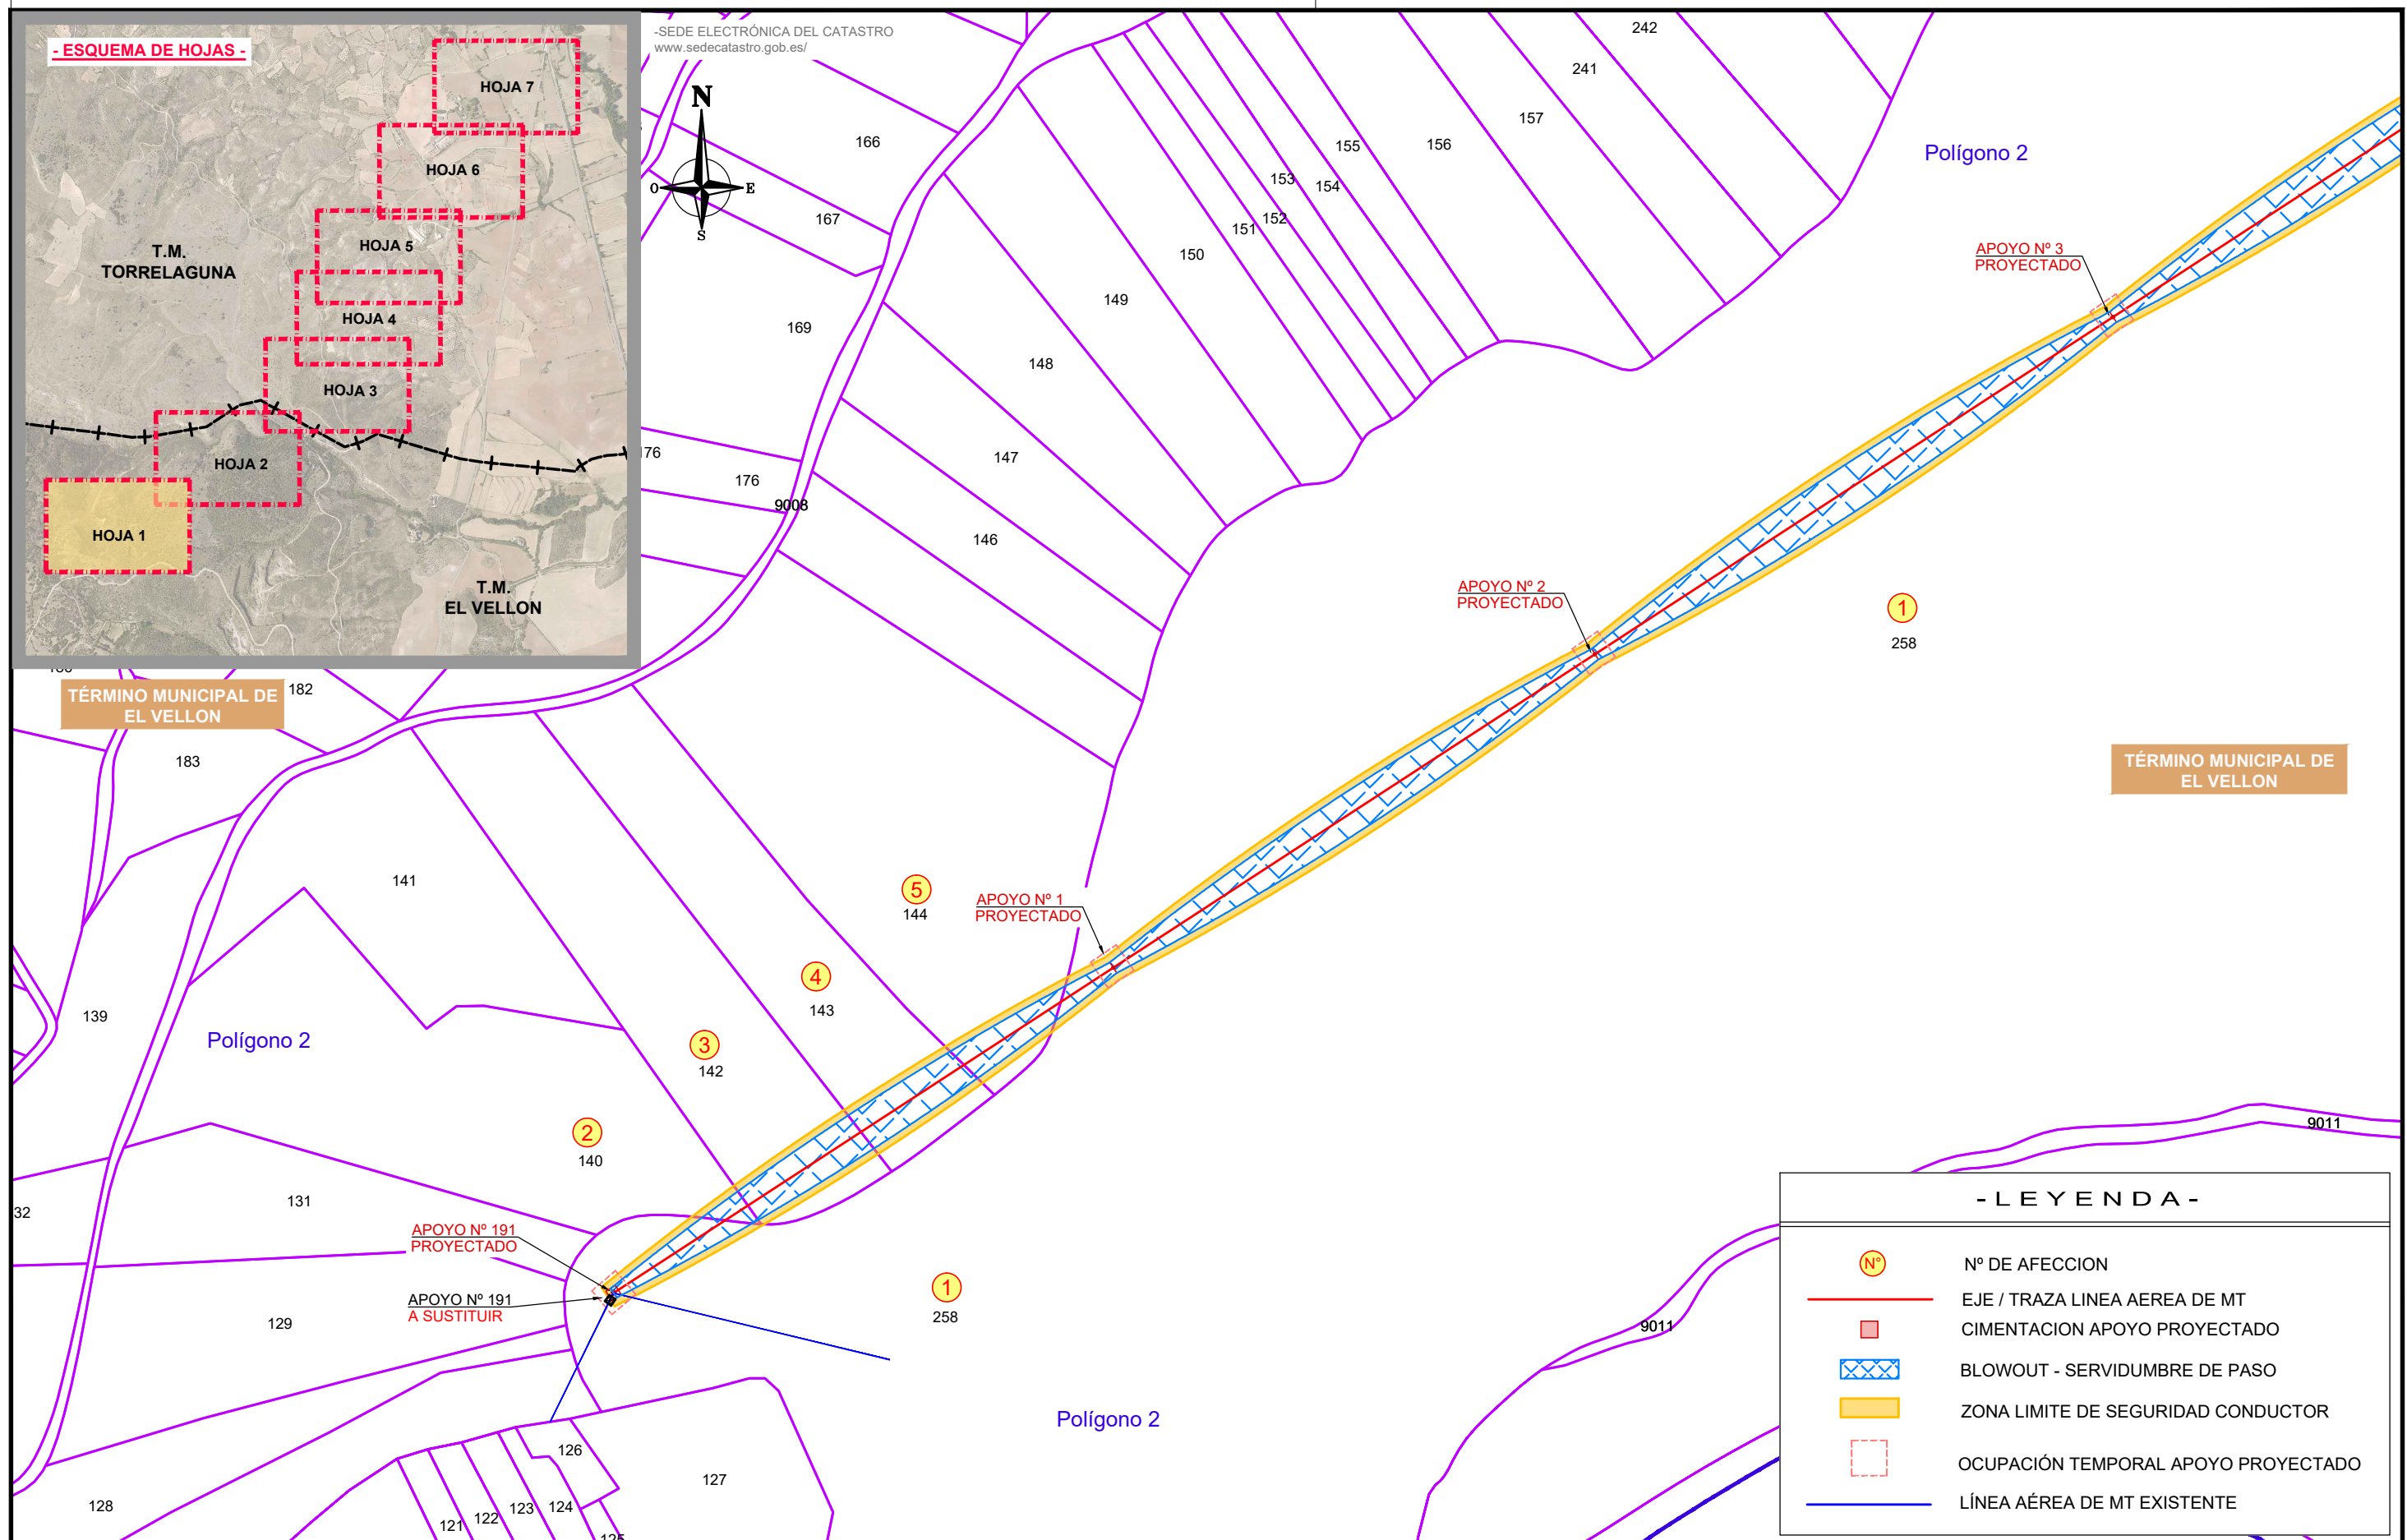 - ESQUEMA DE HOJAS -
HOJA 7
HOJA 6
HOJA 5
HOJA 4
HOJA 3
HOJA 2
HOJA 1
T.M.
TORRELAGUNA
T.M.
EL VELLON
-SEDE ELECTRÓNICA DEL CATASTRO
www.sedecatastro.gob.es/
N
O
E
S
242
241
157
156
155
154
153
152
151
150
149
148
147
146
166
167
169
176
176
9008
Polígono 2
APOYO Nº 3
PROYECTADO
APOYO Nº 2
PROYECTADO
1
258
TÉRMINO MUNICIPAL DE
EL VELLON
182
183
TÉRMINO MUNICIPAL DE
EL VELLON
141
5
144
APOYO Nº 1
PROYECTADO
4
143
3
142
2
140
139
Polígono 2
131
32
APOYO Nº 191
PROYECTADO
APOYO Nº 191
A SUSTITUIR
129
1
258
Polígono 2
128
127
126
124
123
122
121
125
9011
9011
-LEYENDA-
Nº
Nº DE AFECCION
EJE / TRAZA LINEA AEREA DE MT
CIMENTACION APOYO PROYECTADO
BLOWOUT - SERVIDUMBRE DE PASO
ZONA LIMITE DE SEGURIDAD CONDUCTOR
OCUPACIÓN TEMPORAL APOYO PROYECTADO
LÍNEA AÉREA DE MT EXISTENTE